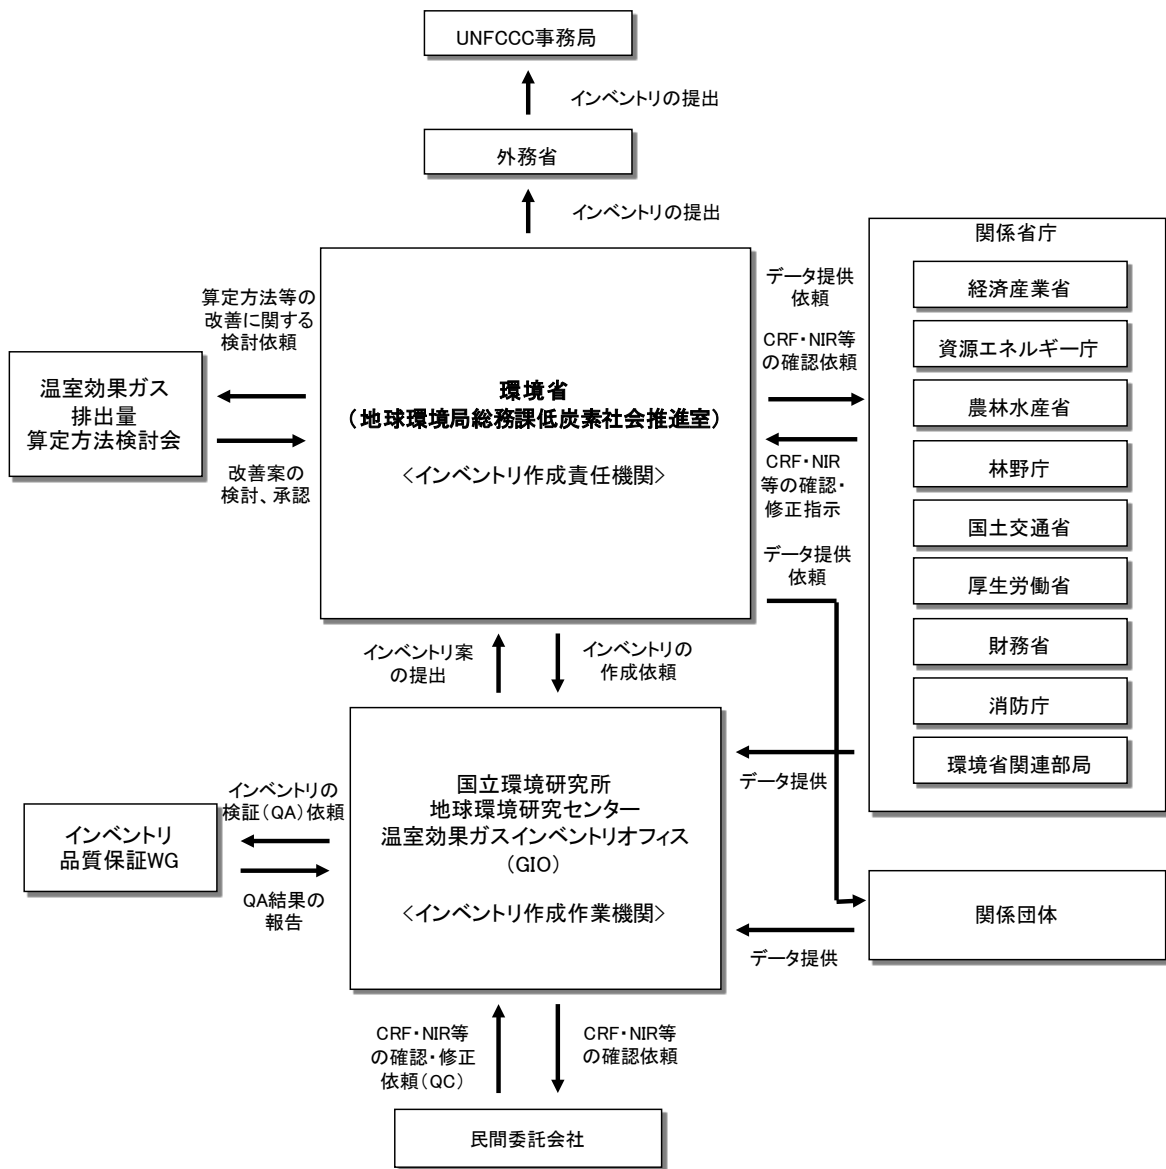 UNFCCC事務局
インベントリの提出
外務省
インベントリの提出
関係省庁
経済産業省
資源エネルギー庁
農林水産省
林野庁
国土交通省
厚生労働省
財務省
消防庁
環境省関連部局
算定方法等の
改善に関する
検討依頼
温室効果ガス
排出量
算定方法検討会
改善案の
検討、承認
環境省
(地球環境局総務課低炭素社会推進室)
<インベントリ作成責任機関>
データ提供
依頼
CRF・NIR等
の確認依頼
CRF・NIR
等の確認・
修正指示
データ提供
依頼
インベントリ案
の提出
インベントリの
作成依頼
国立環境研究所
地球環境研究センター
温室効果ガスインベントリオフィス
(GIO)
<インベントリ作成作業機関>
データ提供
インベントリの
検証(QA)依頼
インベントリ
品質保証WG
QA結果の
報告
関係団体
データ提供
CRF・NIR等
の確認・修正
依頼(QC)
CRF・NIR等
の確認依頼
民間委託会社